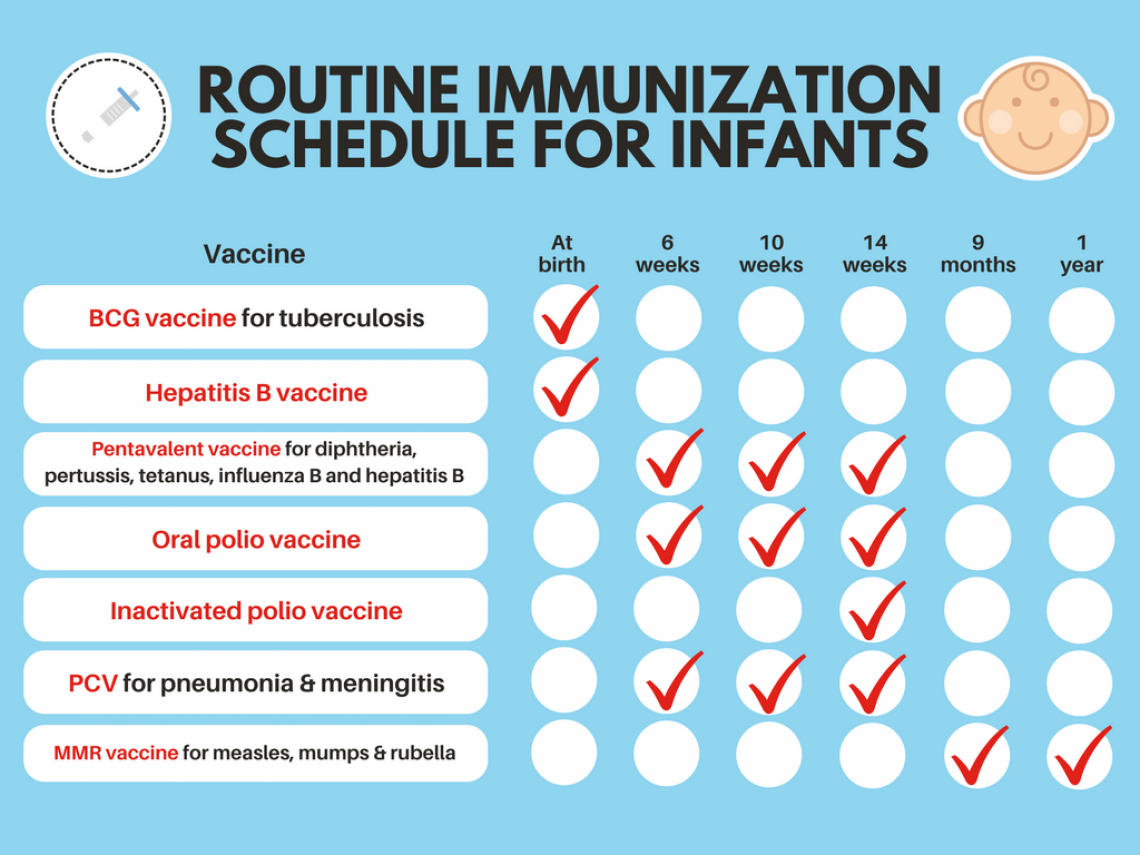 ROUTINE IMMUNIZATION
SCHEDULE FOR INFANTS
Vaccine
At
birth
6
weeks
10
weeks
14
weeks
9
months
1
year
BCG vaccine for tuberculosis
Hepatitis B vaccine
Pentavalent vaccine for diphtheria,
pertussis, tetanus, influenza B and hepatitis B
Oral polio vaccine
Inactivated polio vaccine
PCV for pneumonia & meningitis
MMR vaccine for measles, mumps & rubella